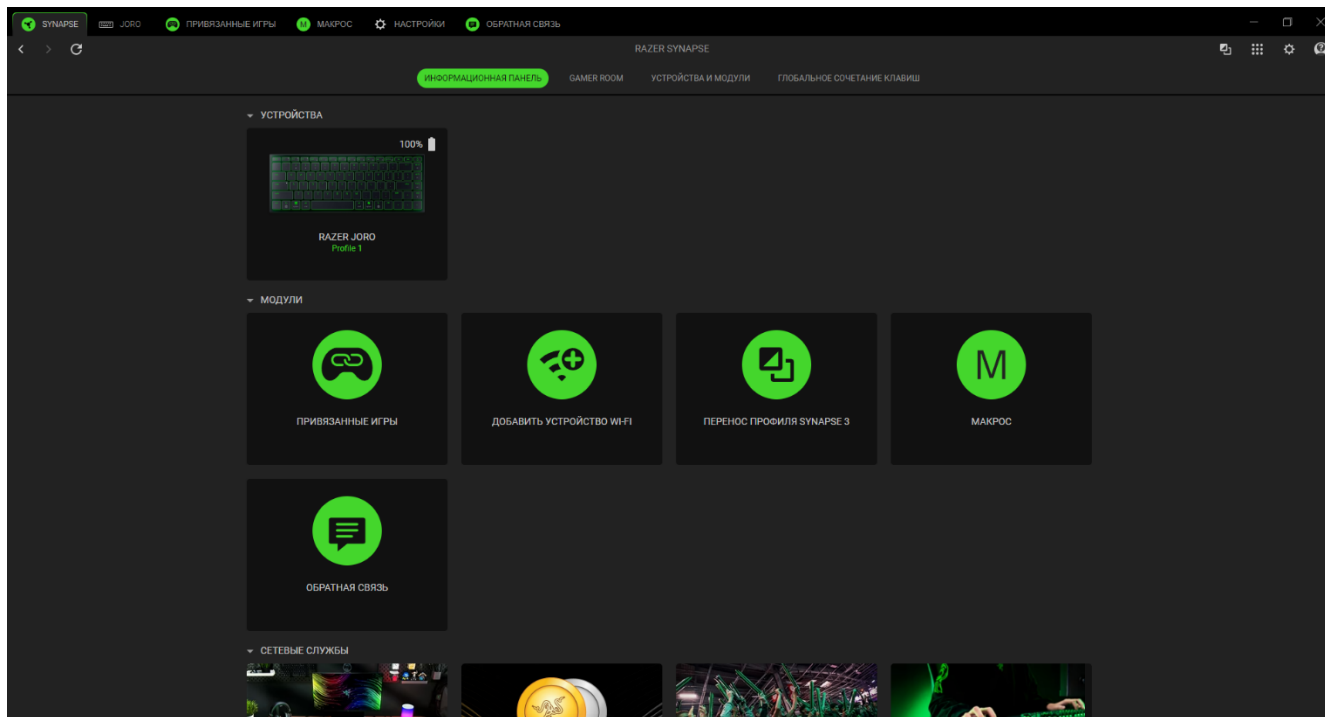 SYNAPSE JORO ПРИВЯЗАННЫЕ ИГРЫ M МАКРОС НАСТРОЙКИ ОБРАТНАЯ СВЯЗЬ
RAZER SYNAPSE
ИНФОРМАЦИОННАЯ ПАНЕЛЬ GAMER ROOM УСТРОЙСТВА И МОДУЛИ ГЛОБАЛЬНОЕ СОЧЕТАНИЕ КЛАВИШ
УСТРОЙСТВА
100%
RAZER JORO
Profile 1
МОДУЛИ
M
ПРИВЯЗАННЫЕ ИГРЫ ДОБАВИТЬ УСТРОЙСТВО WI-FI ПЕРЕНОС ПРОФИЛЯ SYNAPSE 3 МАКРОС
ОБРАТНАЯ СВЯЗЬ
СЕТЕВЫЕ СЛУЖБЫ